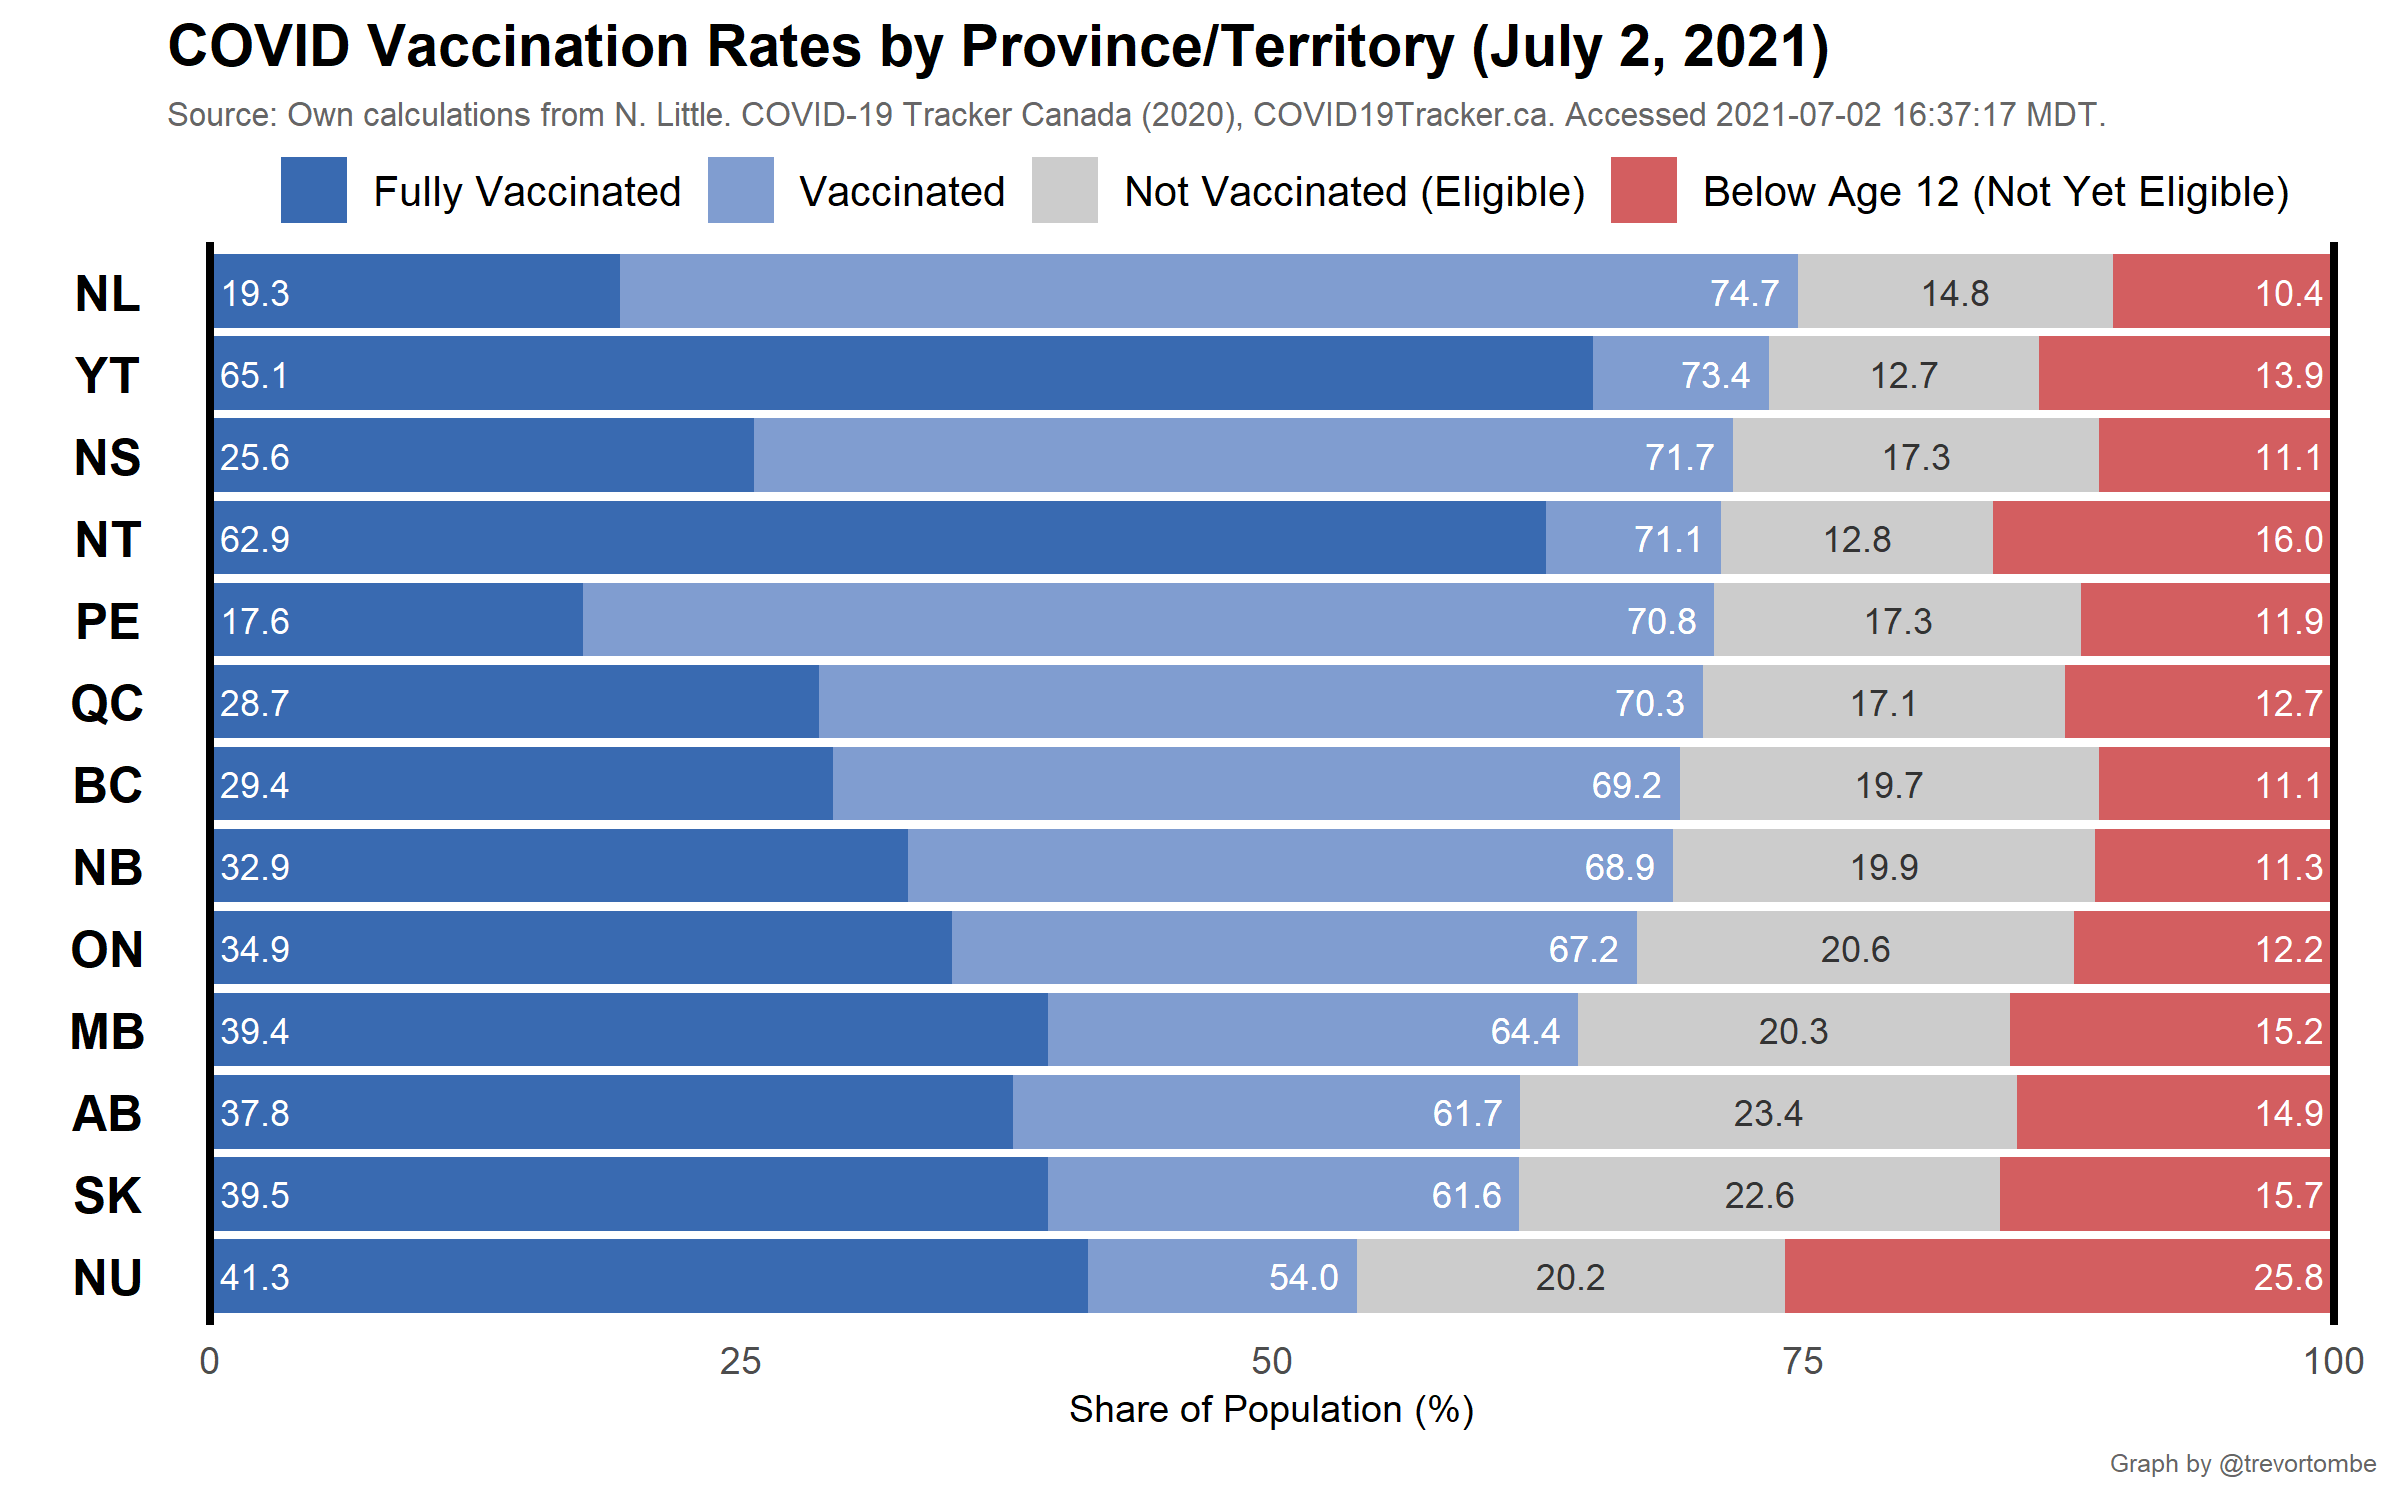 COVID Vaccination Rates by Province/Territory (July 2, 2021)
Source: Own calculations from N. Little. COVID-19 Tracker Canada (2020), COVID19Tracker.ca. Accessed 2021-07-02 16:37:17 MDT.
Fully Vaccinated Vaccinated Not Vaccinated (Eligible) Below Age 12 (Not Yet Eligible)
NL 19.3 74.7 14.8 10.4
YT 65.1 73.4 12.7 13.9
NS 25.6 71.7 17.3 11.1
NT 62.9 71.1 12.8 16.0
PE 17.6 70.8 17.3 11.9
QC 28.7 70.3 17.1 12.7
BC 29.4 69.2 19.7 11.1
NB 32.9 68.9 19.9 11.3
ON 34.9 67.2 20.6 12.2
MB 39.4 64.4 20.3 15.2
AB 37.8 61.7 23.4 14.9
SK 39.5 61.6 22.6 15.7
NU 41.3 54.0 20.2 25.8
0 25 50 75 100
Share of Population (%)
Graph by @trevortombe